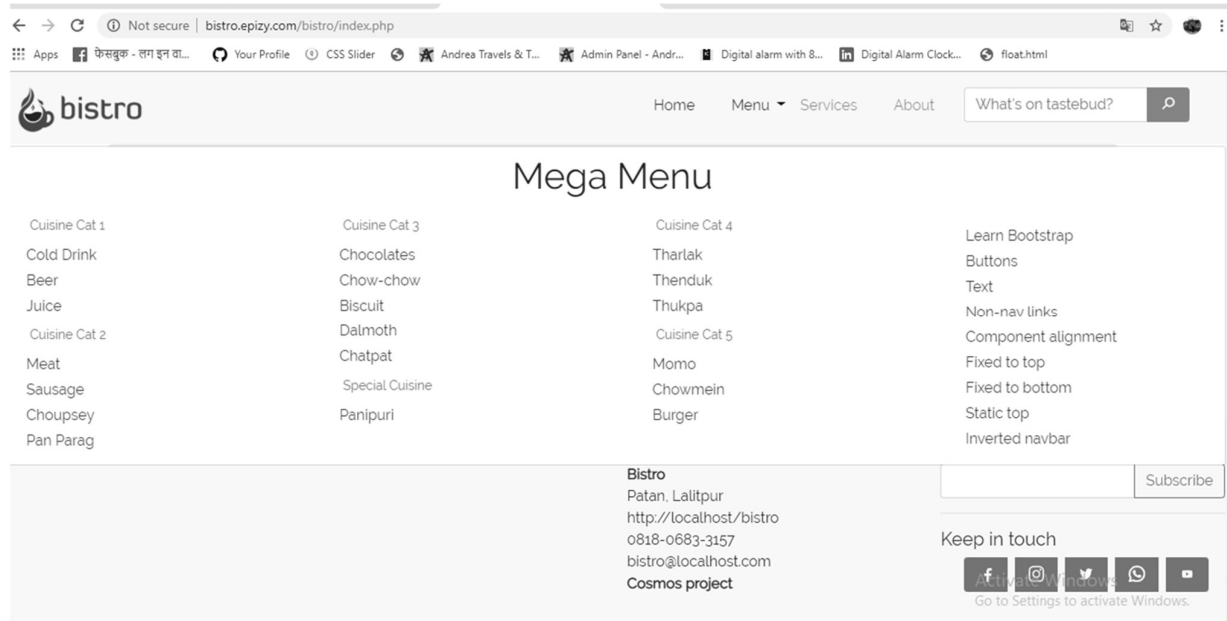 Not secure | bistro.epizy.com/bistro/index.php
Apps फेसबुक - लग इन वा... Your Profile CSS Slider Andrea Travels & T... Admin Panel - Andr... Digital alarm with 8... Digital Alarm Clock... float.html
bistro Home Menu Services About What's on tastebud?
Mega Menu
Cuisine Cat 1
Cold Drink
Beer
Juice
Cuisine Cat 2
Meat
Sausage
Choupsey
Pan Parag
Cuisine Cat 3
Chocolates
Chow-chow
Biscuit
Dalmoth
Chatpat
Special Cuisine
Panipuri
Cuisine Cat 4
Tharlak
Thenduk
Thukpa
Cuisine Cat 5
Momo
Chowmein
Burger
Learn Bootstrap
Buttons
Text
Non-nav links
Component alignment
Fixed to top
Fixed to bottom
Static top
Inverted navbar
Bistro
Patan, Lalitpur
http://localhost/bistro
0818-0683-3157
bistro@localhost.com
Cosmos project
Subscribe
Keep in touch
Activate Windows
Go to Settings to activate Windows.